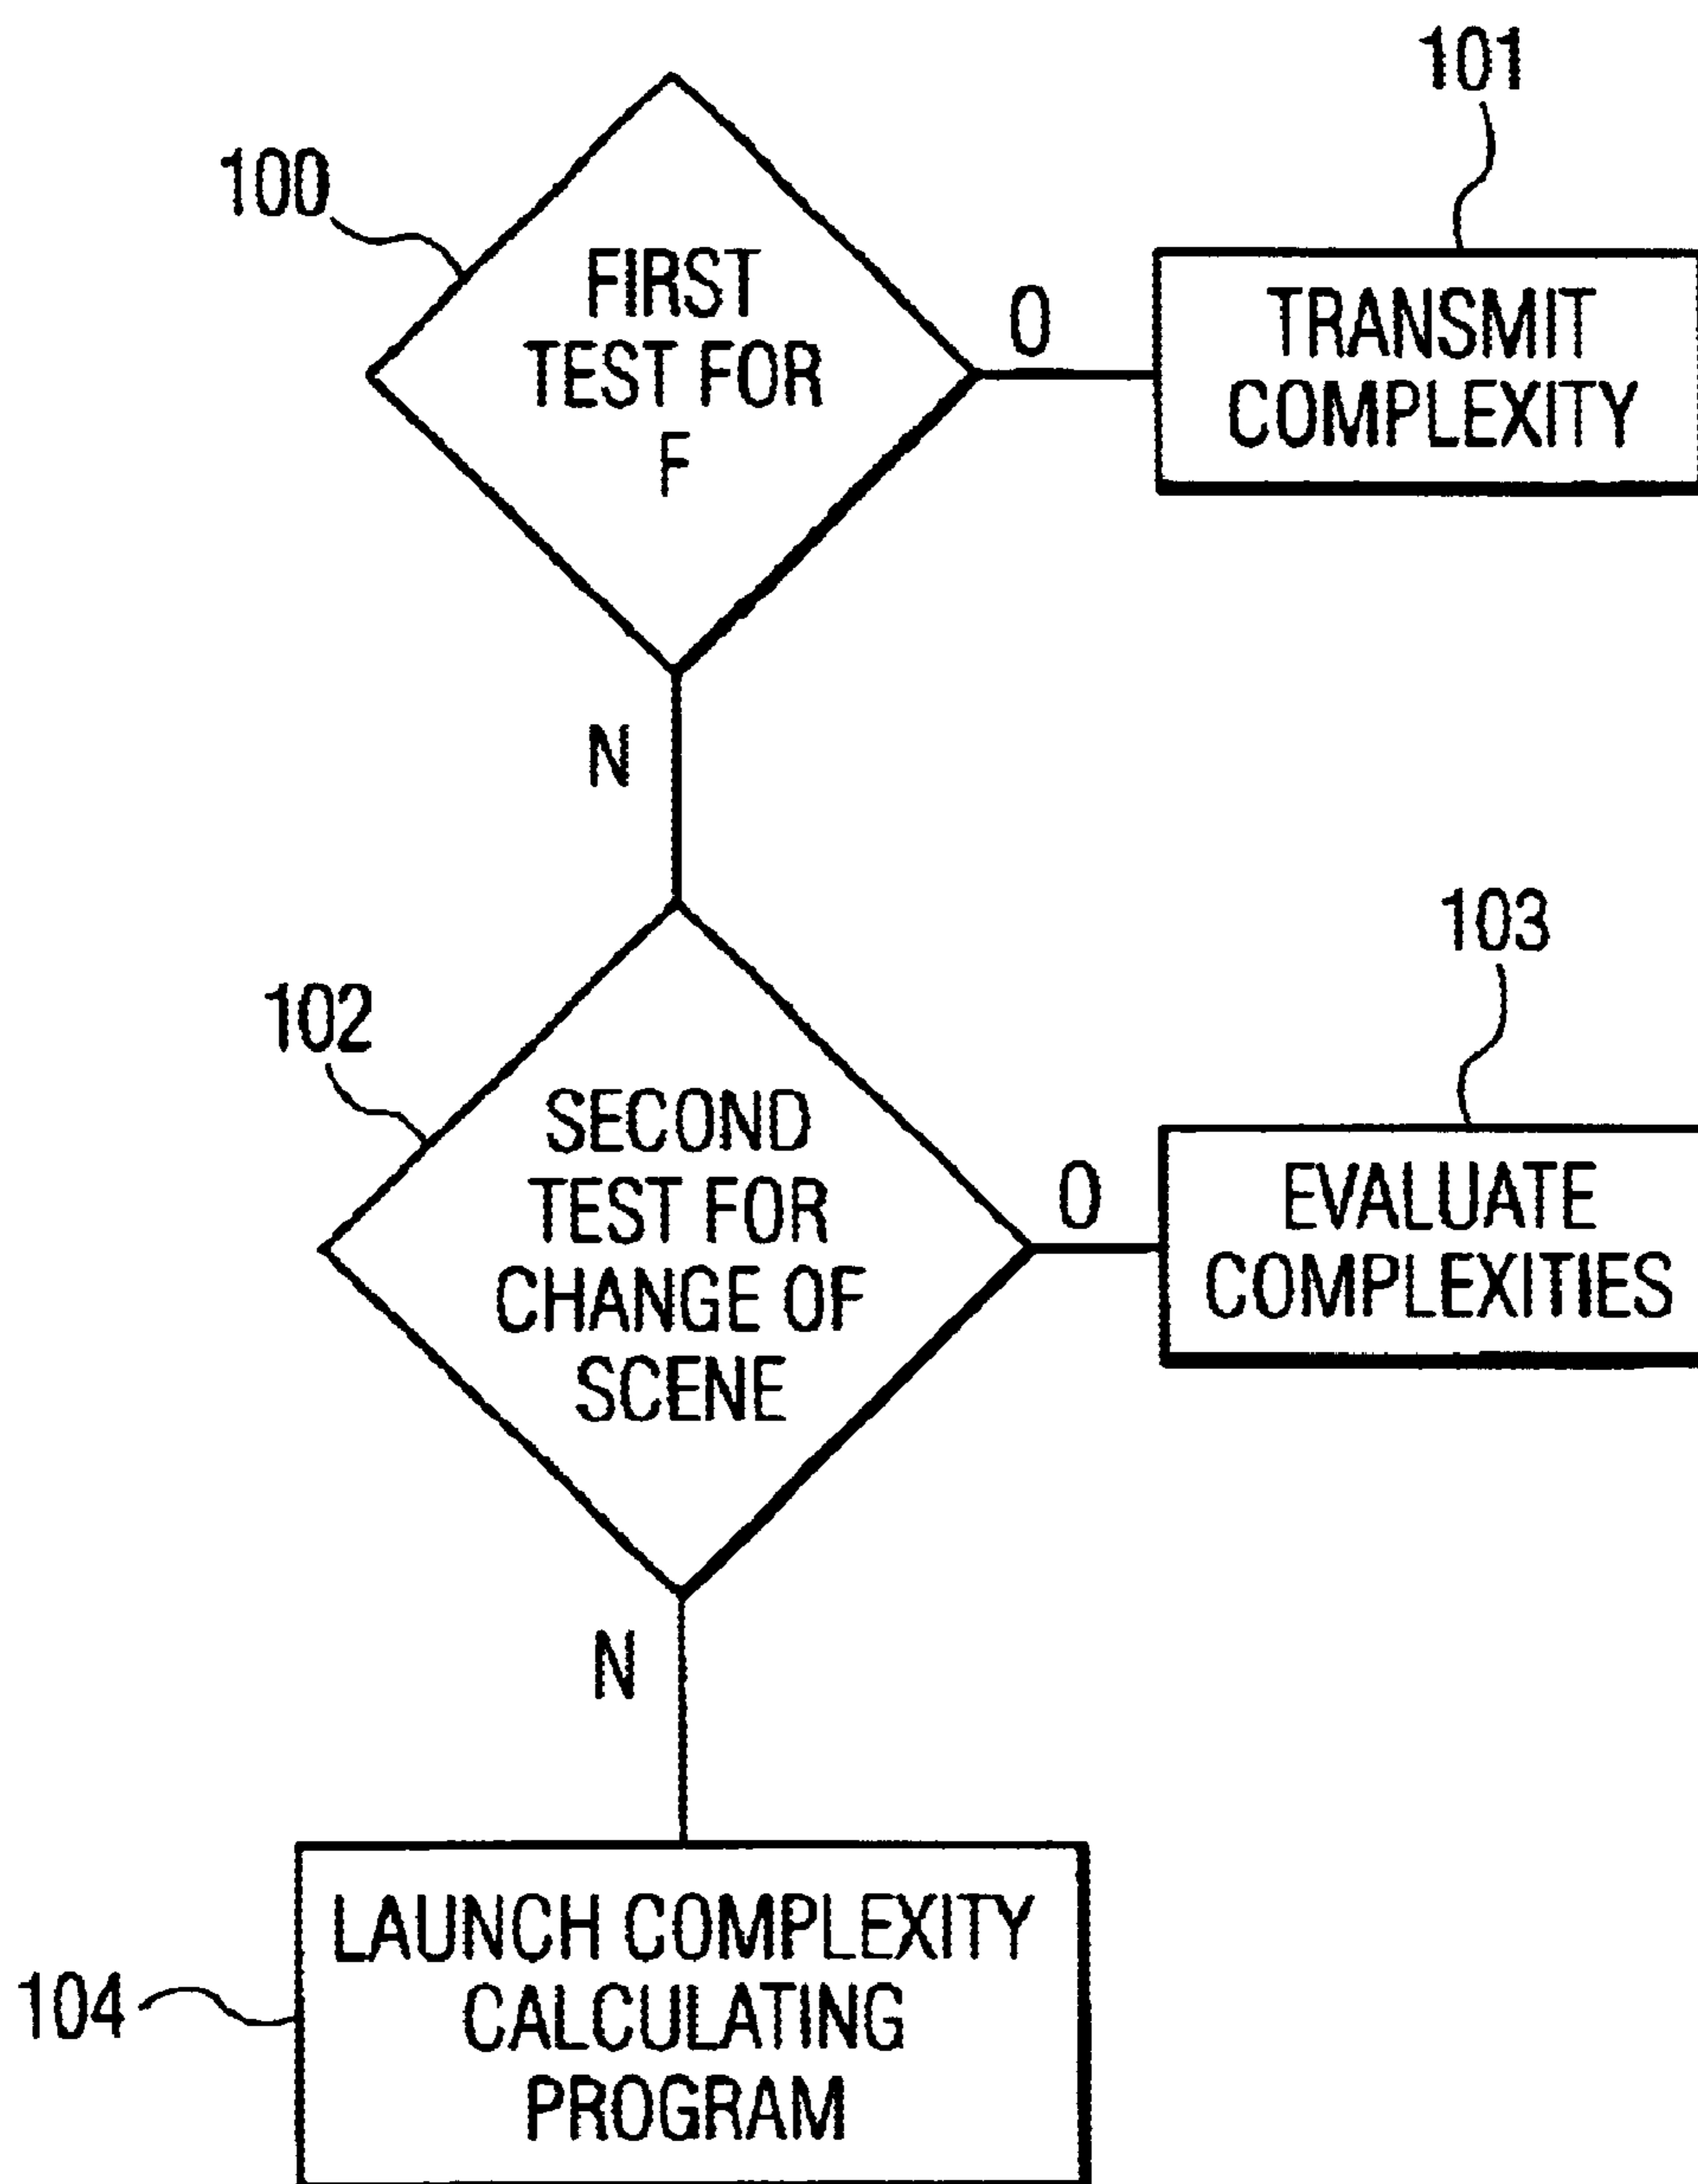 101
100
FIRST
TEST FOR
F
O
TRANSMIT
COMPLEXITY
N
103
102
SECOND
TEST FOR
CHANGE OF
SCENE
O
EVALUATE
COMPLEXITIES
N
LAUNCH COMPLEXITY
CALCULATING
PROGRAM
104